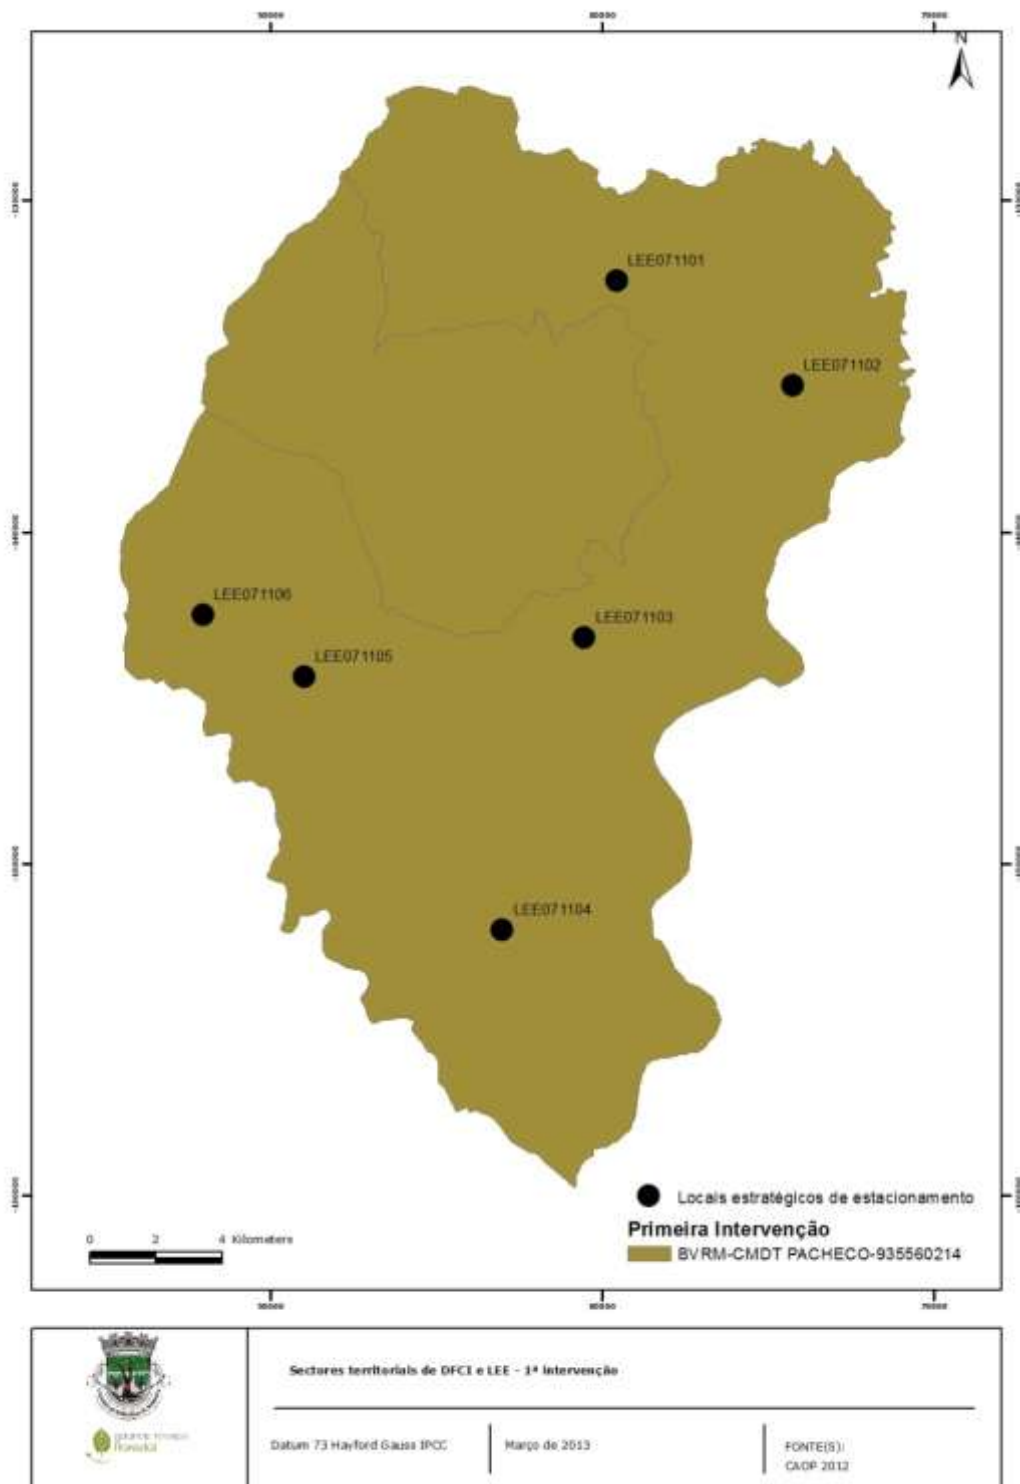 N
LEE071101
LEE071102
LEE071106
LEE071103
LEE071105
LEE071104
Locais estratégicos de estacionamento
Primeira Intervenção
BVRM-CMDT PACHECO-935560214
0 2 4 Kilometers
Sectores territoriais de DFCI e LEE - 1ª intervenção
Datum 73 Hayford Gauss IPCC
Março de 2013
FONTE(S):
CAOP 2012